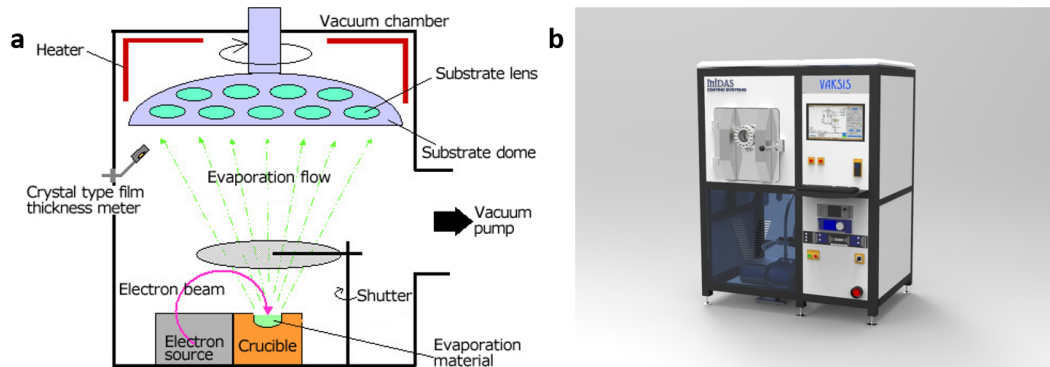 a
Vacuum chamber
Heater
Substrate lens
Substrate dome
Evaporation flow
Crystal type film
thickness meter
Vacuum
pump
Electron beam
Shutter
Electron
source
Crucible
Evaporation
material
b
MIDAS
COATING SYSTEMS
VAKSIS